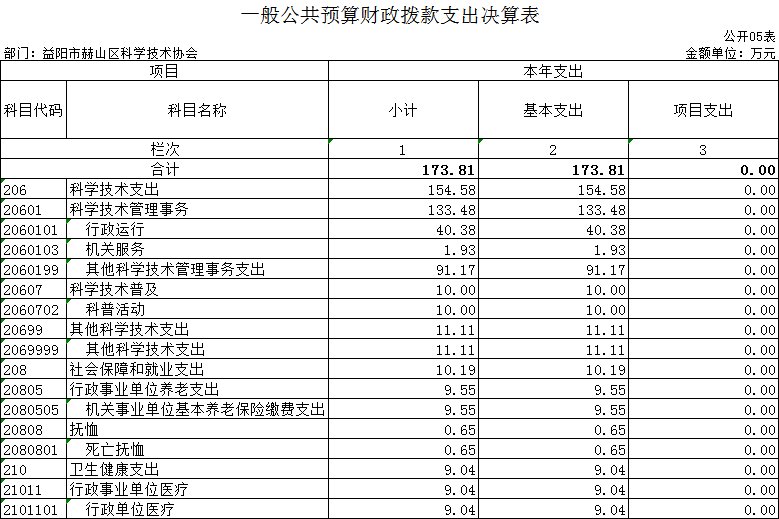 一般公共预算财政拨款支出决算表
公开05表
部门：益阳市赫山区科学技术协会 金额单位：万元
项目 本年支出
科目代码 科目名称 小计 基本支出 项目支出
栏次 1 2 3
合计 173.81 173.81 0.00
206 科学技术支出 154.58 154.58 0.00
20601 科学技术管理事务 133.48 133.48 0.00
2060101 行政运行 40.38 40.38 0.00
2060103 机关服务 1.93 1.93 0.00
2060199 其他科学技术管理事务支出 91.17 91.17 0.00
20607 科学技术普及 10.00 10.00 0.00
2060702 科普活动 10.00 10.00 0.00
20699 其他科学技术支出 11.11 11.11 0.00
2069999 其他科学技术支出 11.11 11.11 0.00
208 社会保障和就业支出 10.19 10.19 0.00
20805 行政事业单位养老支出 9.55 9.55 0.00
2080505 机关事业单位基本养老保险缴费支出 9.55 9.55 0.00
20808 抚恤 0.65 0.65 0.00
2080801 死亡抚恤 0.65 0.65 0.00
210 卫生健康支出 9.04 9.04 0.00
21011 行政事业单位医疗 9.04 9.04 0.00
2101101 行政单位医疗 9.04 9.04 0.00